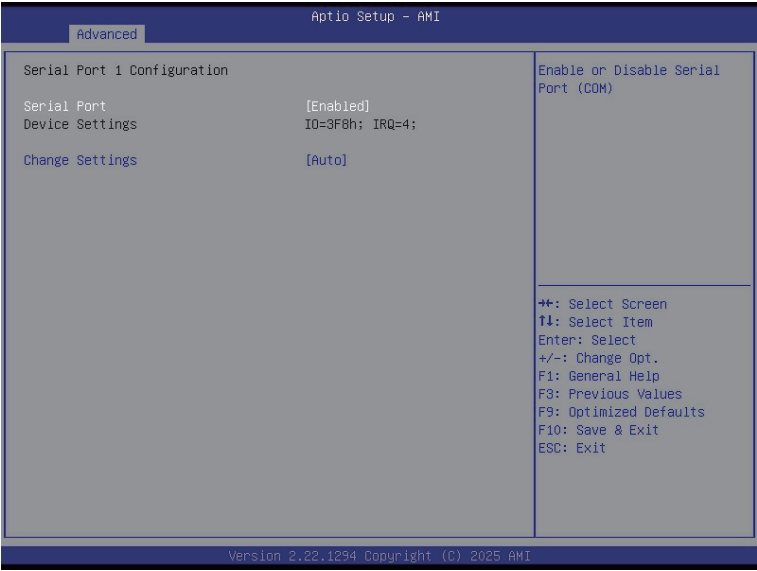 Aptio Setup – AMI
Advanced
Serial Port 1 Configuration
Serial Port [Enabled]
Device Settings IO=3F8h; IRQ=4;
Change Settings [Auto]
Enable or Disable Serial
Port (COM)
→←: Select Screen
↑↓: Select Item
Enter: Select
+/-: Change Opt.
F1: General Help
F3: Previous Values
F9: Optimized Defaults
F10: Save & Exit
ESC: Exit
Version 2.22.1294 Copyright (C) 2025 AMI